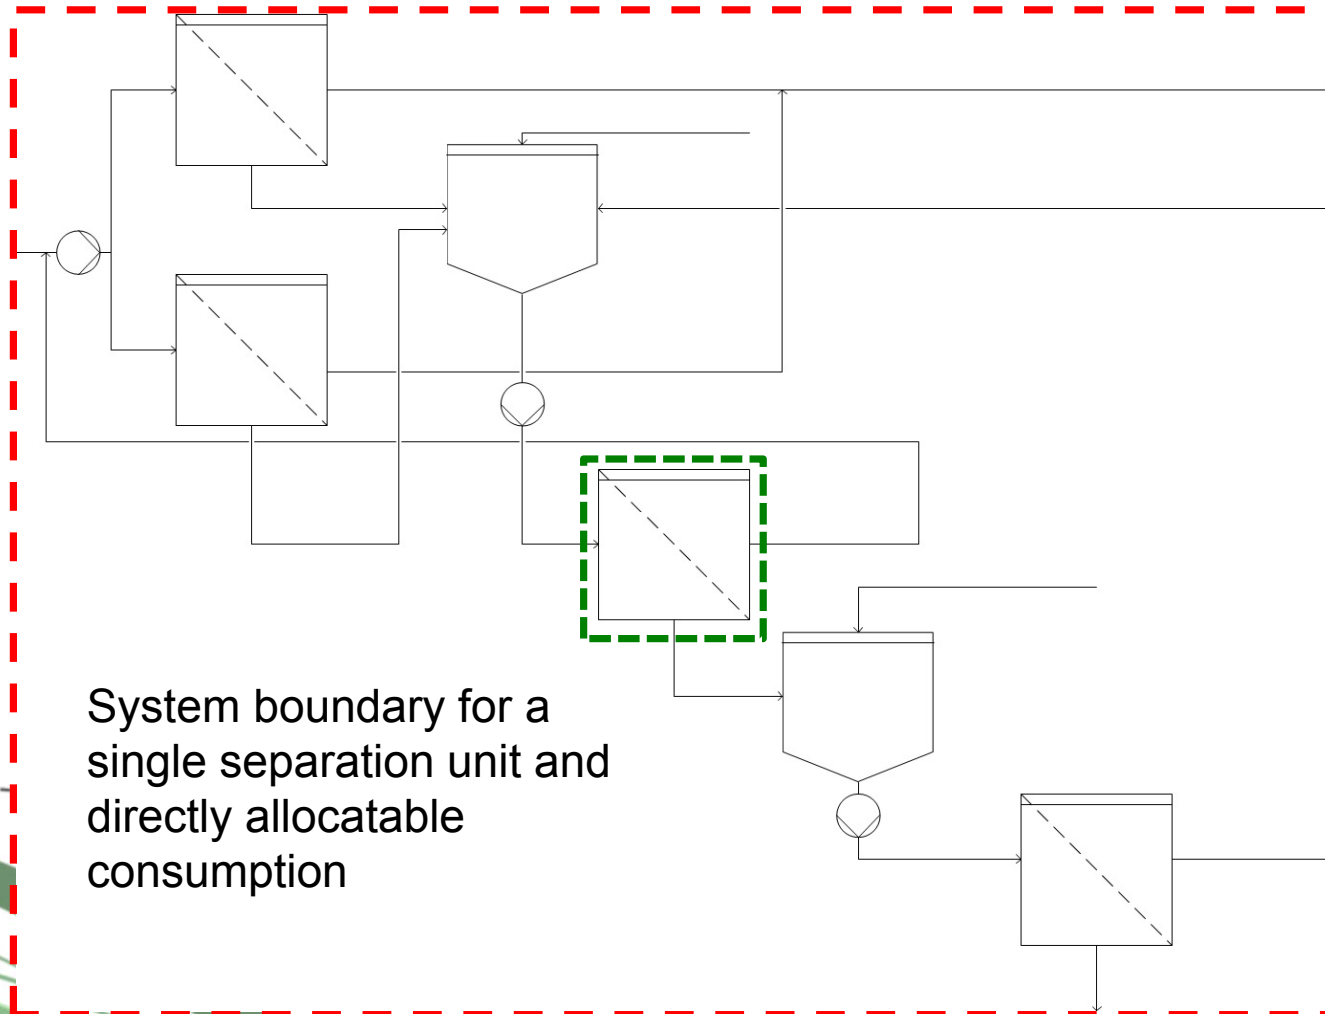 System boundary for a
single separation unit and
directly allocatable
consumption